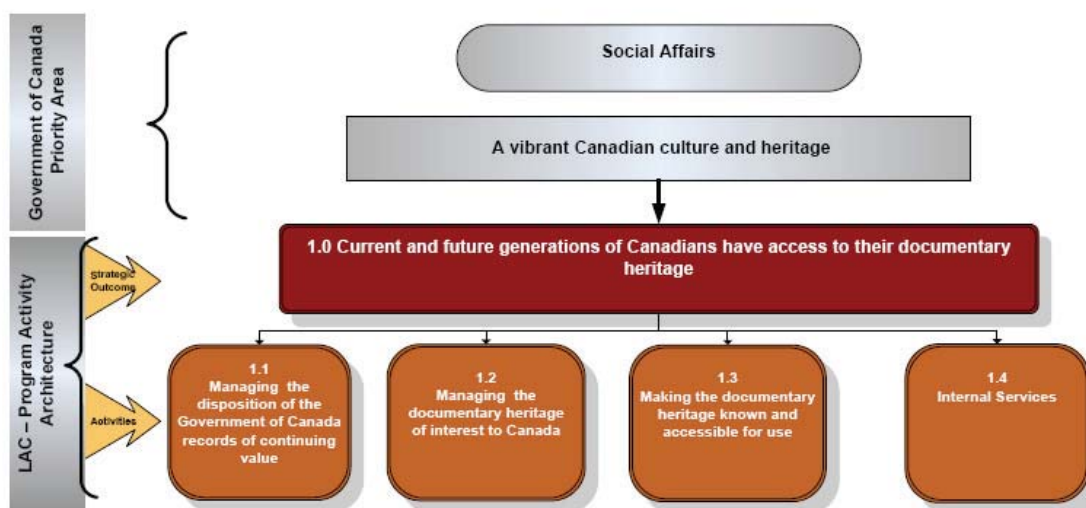 Government of Canada
Priority Area
Social Affairs
A vibrant Canadian culture and heritage
LAC – Program Activity
Architecture
Strategic
Outcome
1.0 Current and future generations of Canadians have access to their documentary
heritage
Activities
1.1
Managing the
disposition of the
Government of Canada
records of continuing
value
1.2
Managing the
documentary heritage
of interest to Canada
1.3
Making the documentary
heritage known and
accessible for use
1.4
Internal Services